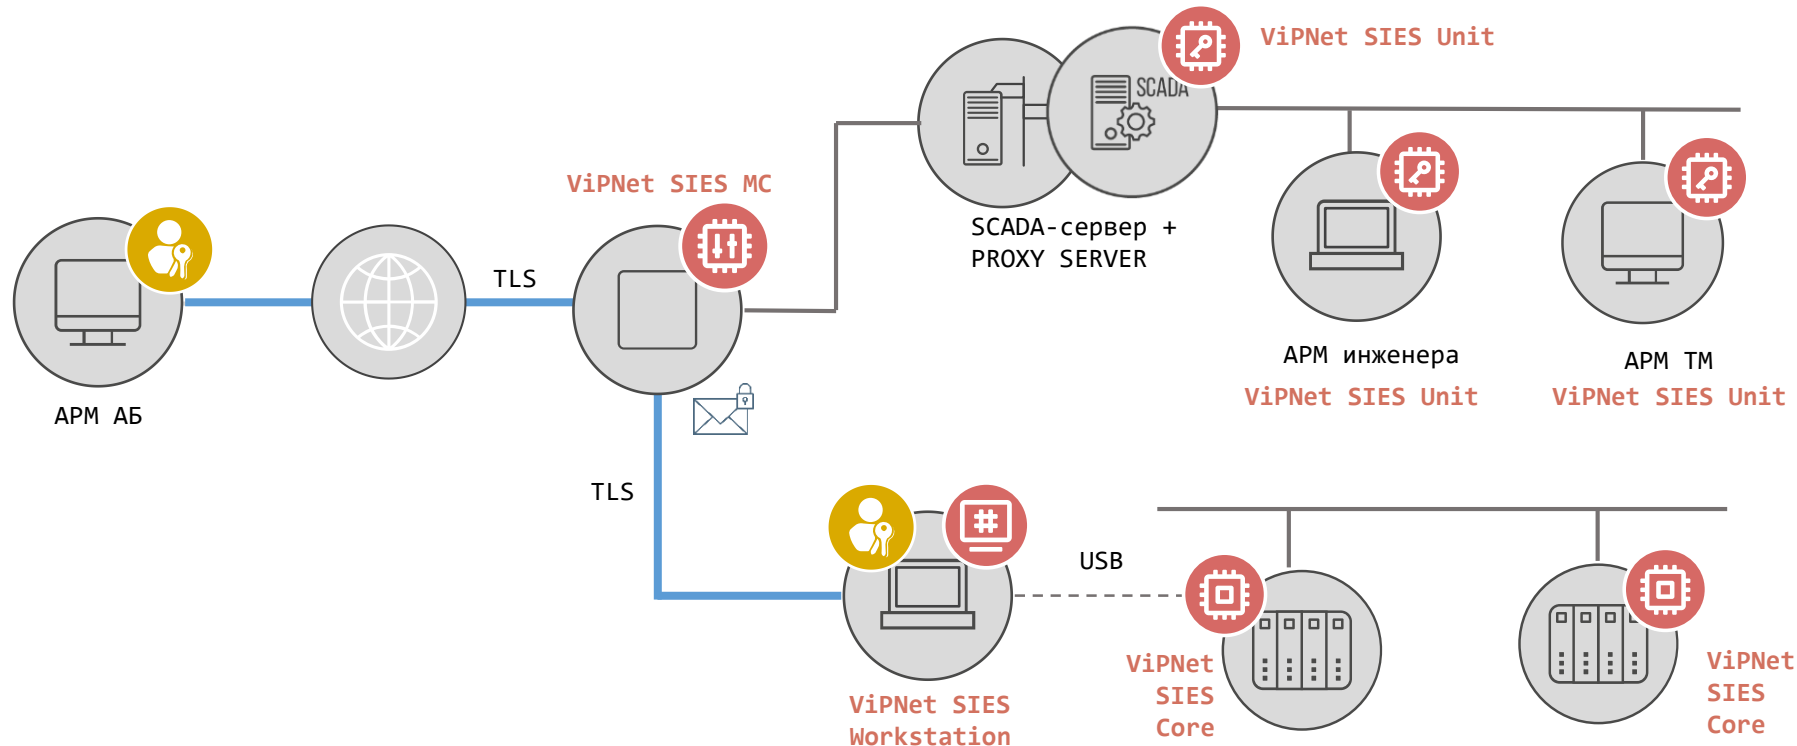 ViPNet SIES Unit
SCADA
ViPNet SIES MC
SCADA-сервер +
PROXY SERVER
TLS
АРМ АБ
АРМ инженера
ViPNet SIES Unit
АРМ ТМ
ViPNet SIES Unit
TLS
USB
ViPNet SIES
Workstation
ViPNet
SIES
Core
ViPNet
SIES
Core